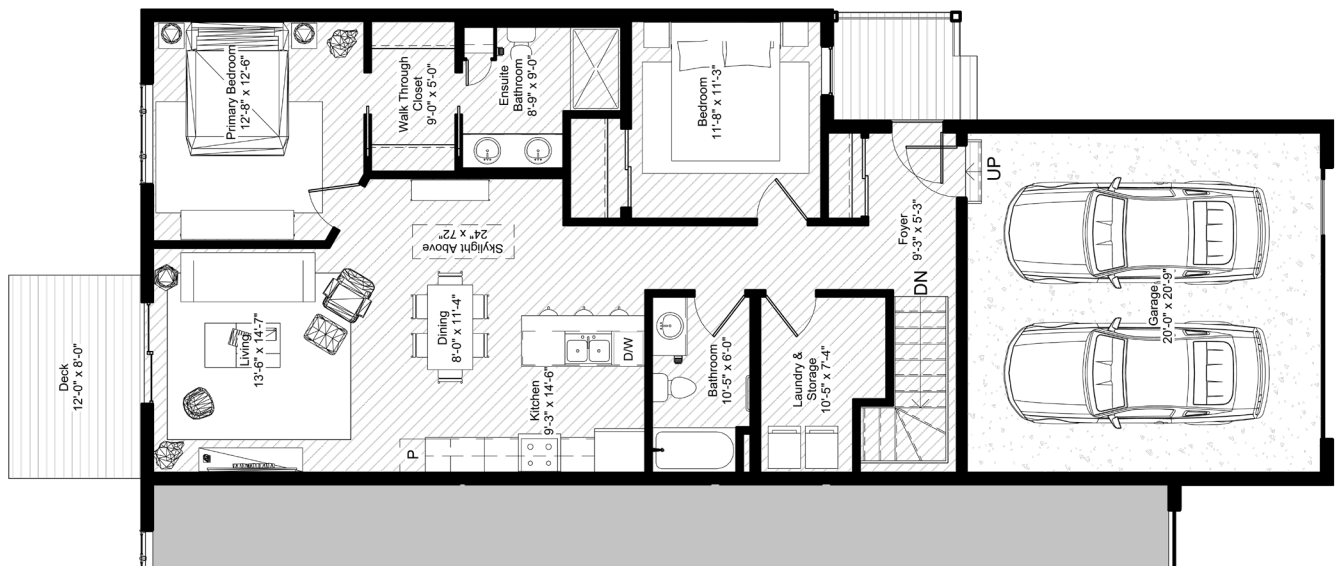 Primary Bedroom
12'-8" x 12'-6"
Walk Through
Closet
9'-0" x 5'-0"
Ensuite
Bathroom
8'-9" x 9'-0"
Bedroom
11'-8" x 11'-3"
UP
Foyer
9'-3" x 5'-3"
DN
Skylight Above
24" x 72"
Deck
12'-0" x 8'-0"
Living
13'-6" x 14'-7"
Dining
8'-0" x 11'-4"
Kitchen
9'-3" x 14'-6"
D/W
P
Bathroom
10'-5" x 6'-0"
Laundry &
Storage
10'-5" x 7'-4"
Garage
20'-0" x 20'-9"